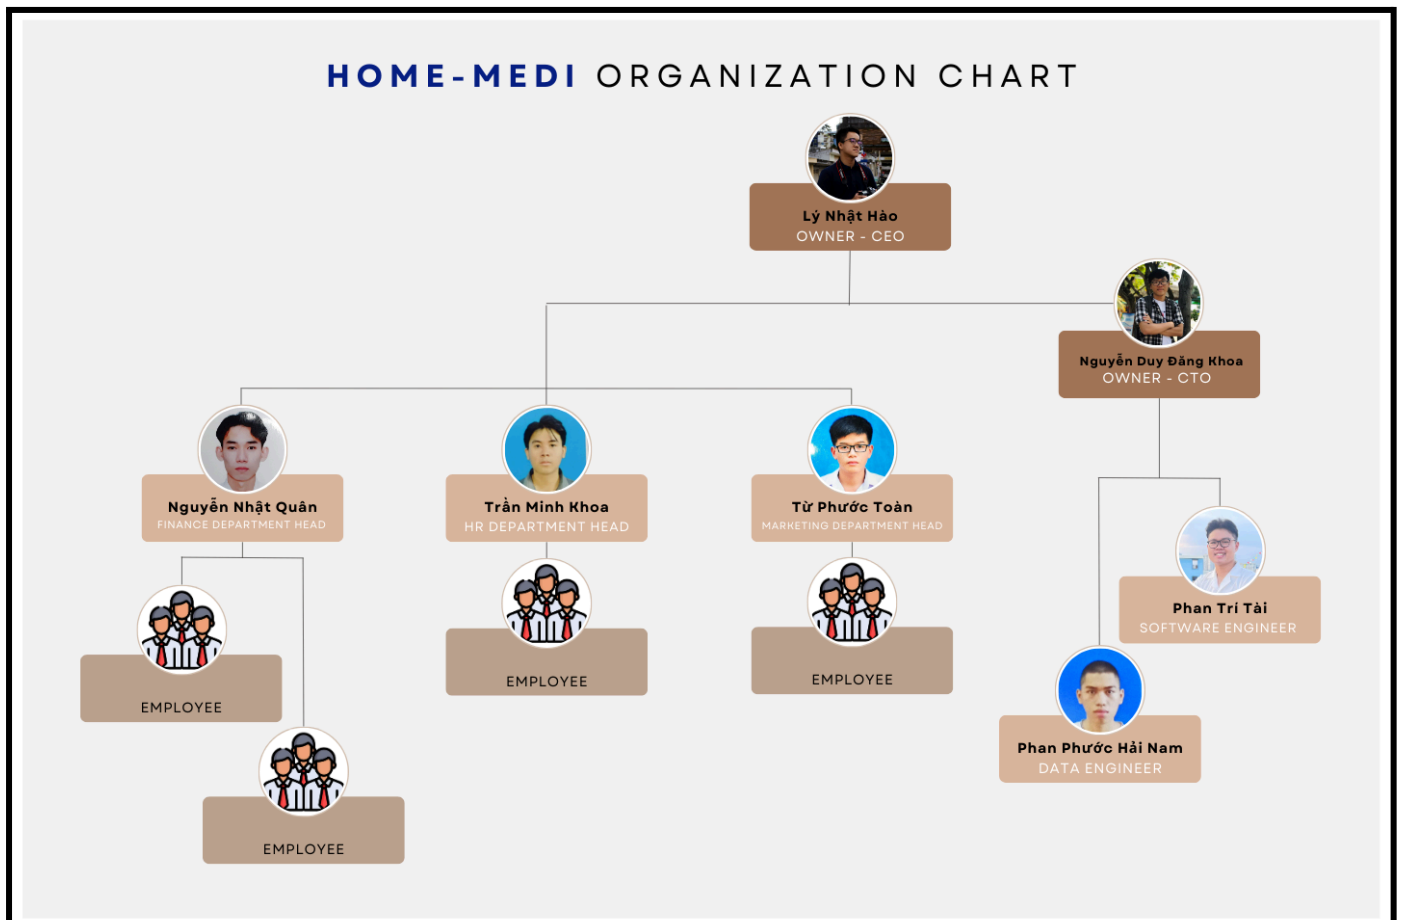 HOME-MEDI ORGANIZATION CHART
Lý Nhật Hào
OWNER - CEO
Nguyễn Duy Đăng Khoa
OWNER - CTO
Nguyễn Nhật Quân
FINANCE DEPARTMENT HEAD
Trần Minh Khoa
HR DEPARTMENT HEAD
Từ Phước Toàn
MARKETING DEPARTMENT HEAD
Phan Trí Tài
SOFTWARE ENGINEER
EMPLOYEE
EMPLOYEE
EMPLOYEE
Phan Phước Hải Nam
DATA ENGINEER
EMPLOYEE